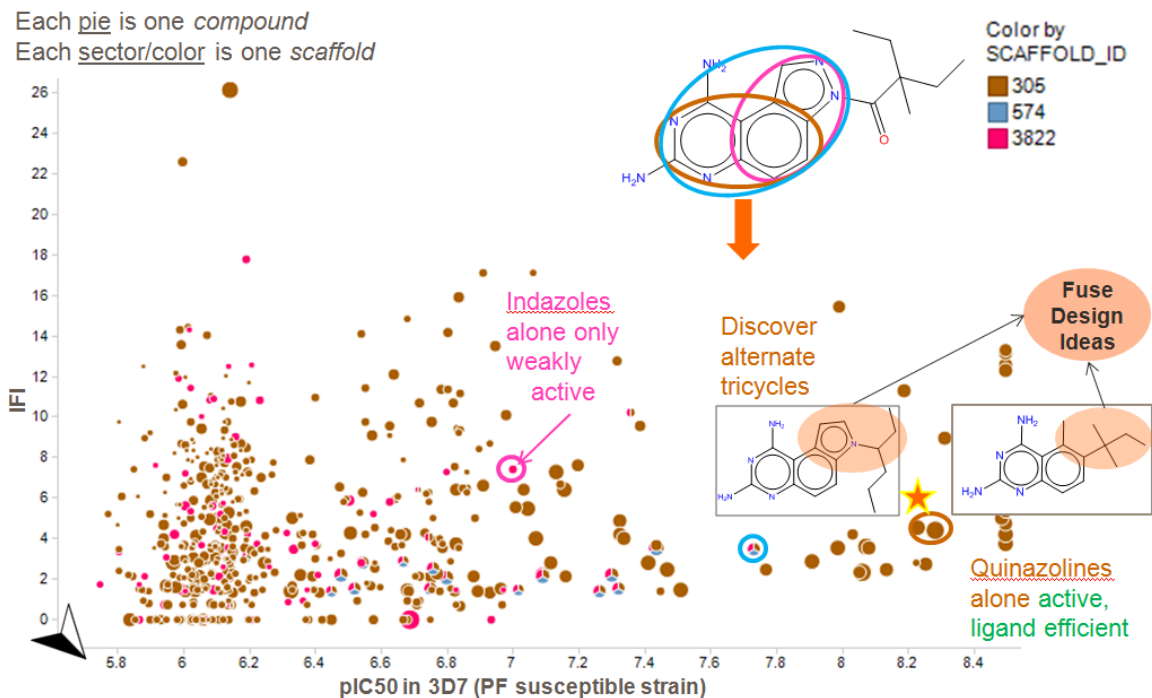 Each pie is one compound
Each sector/color is one scaffold
Color by
SCAFFOLD_ID
305
574
3822
NH2
N
N
N
N
H2N
O
26
24
22
20
18
16
14
12
10
8
6
4
2
0
IFI
Indazoles
alone only
weakly
active
Discover
alternate
tricycles
Fuse
Design
Ideas
NH2
N
N
N
H2N
NH2
N
N
H2N
Quinazolines
alone active,
ligand efficient
5.8 6 6.2 6.4 6.6 6.8 7 7.2 7.4 7.6 7.8 8 8.2 8.4
pIC50 in 3D7 (PF susceptible strain)